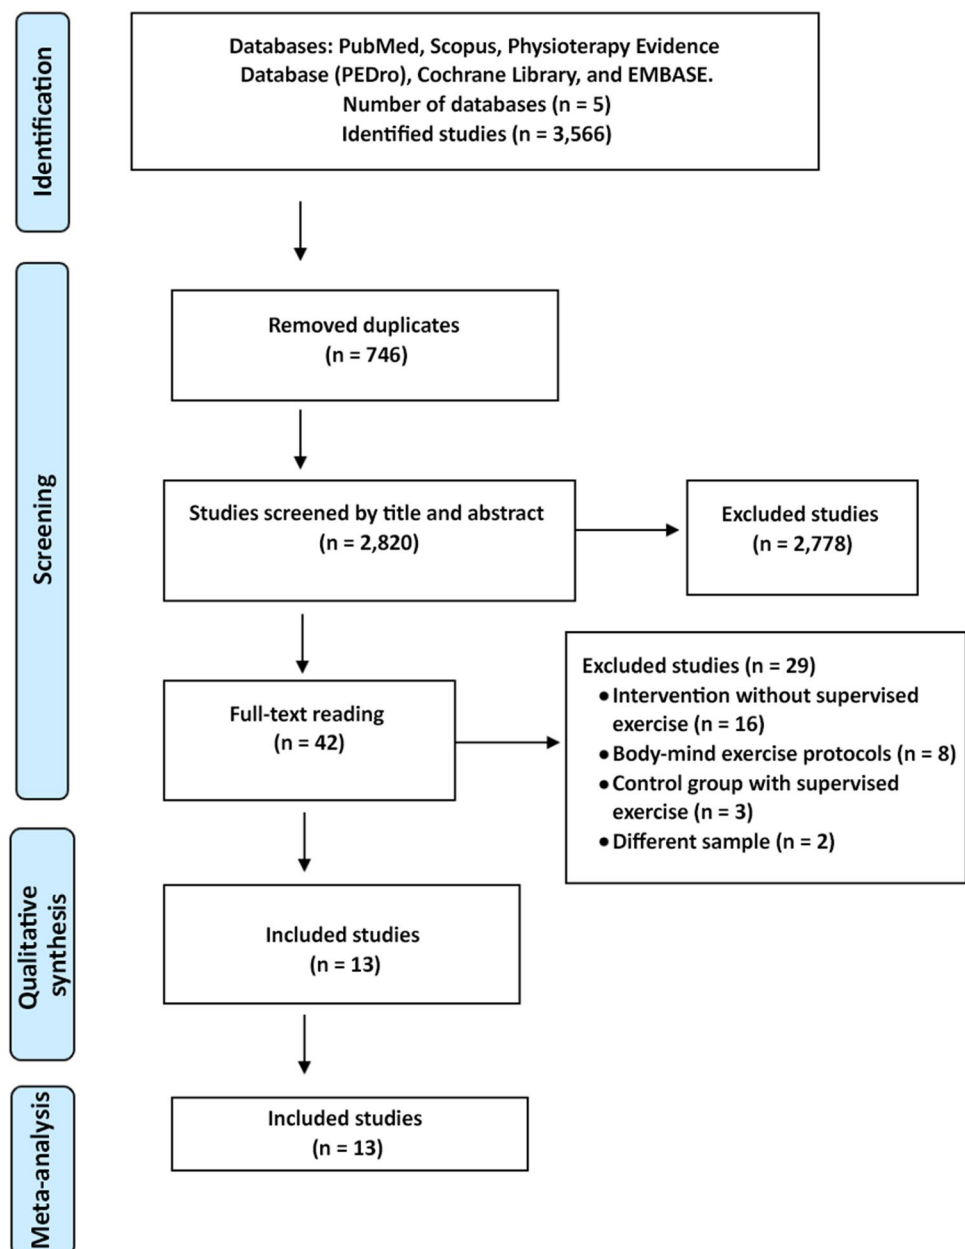 Identification
Databases: PubMed, Scopus, Physioterapy Evidence
Database (PEDro), Cochrane Library, and EMBASE.
Number of databases (n = 5)
Identified studies (n = 3,566)
Screening
Removed duplicates
(n = 746)
Studies screened by title and abstract
(n = 2,820)
Excluded studies
(n = 2,778)
Full-text reading
(n = 42)
Excluded studies (n = 29)
• Intervention without supervised
exercise (n = 16)
• Body-mind exercise protocols (n = 8)
• Control group with supervised
exercise (n = 3)
• Different sample (n = 2)
Qualitative
synthesis
Included studies
(n = 13)
Meta-analysis
Included studies
(n = 13)